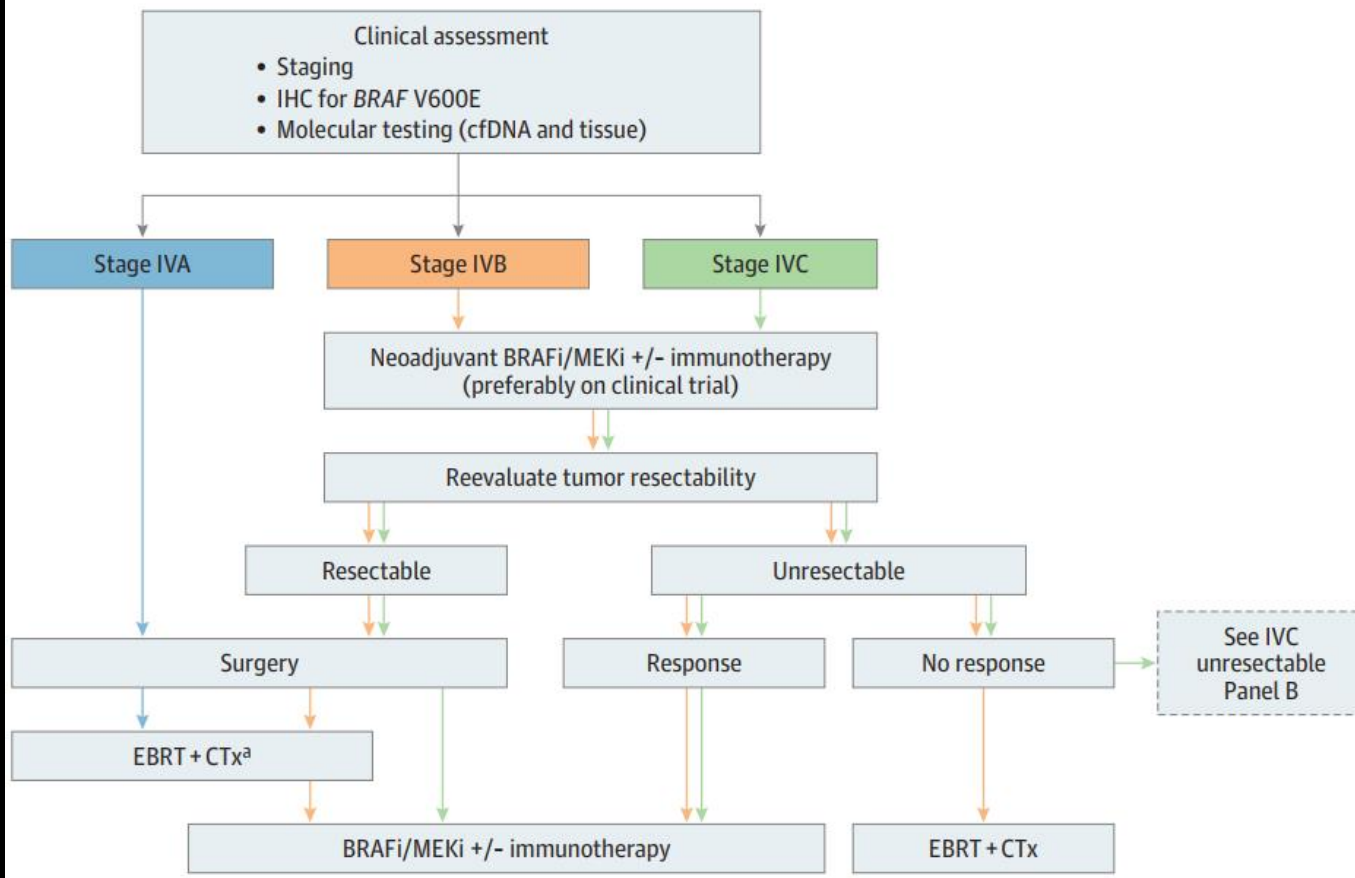 Clinical assessment
• Staging
• IHC for BRAF V600E
• Molecular testing (cfDNA and tissue)
Stage IVA
Stage IVB
Stage IVC
Neoadjuvant BRAFi/MEKi +/- immunotherapy
(preferably on clinical trial)
Reevaluate tumor resectability
Resectable
Unresectable
Surgery
Response
No response
See IVC
unresectable
Panel B
EBRT + CTxᵃ
BRAFi/MEKi +/- immunotherapy
EBRT + CTx